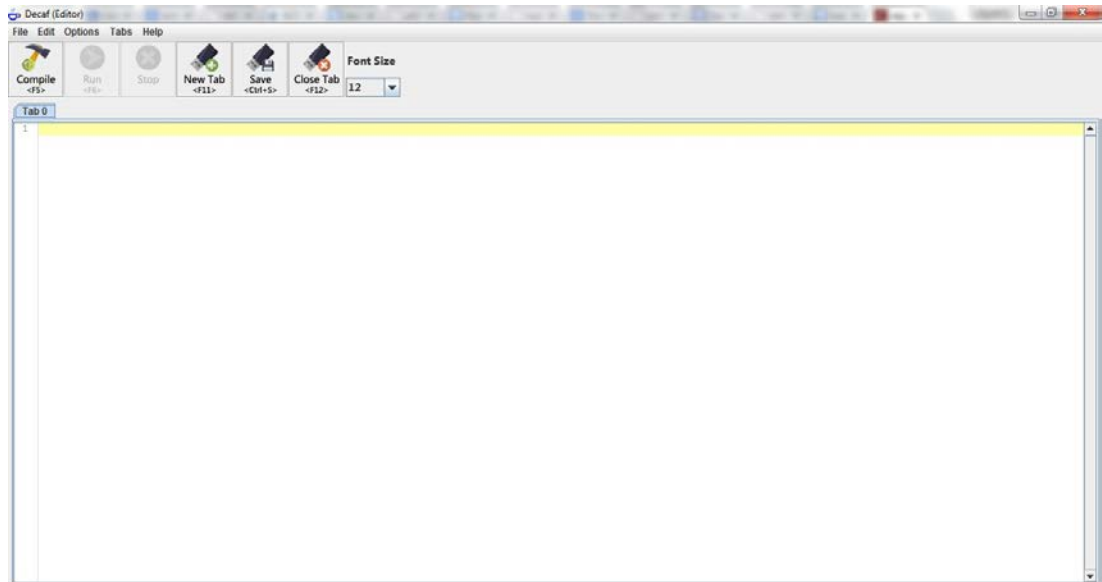 Decaf (Editor)
File Edit Options Tabs Help
Compile Run Stop New Tab Save Close Tab Font Size
<F5> <F6> <F11> <Ctrl+S> <F12> 12
Tab 0
1